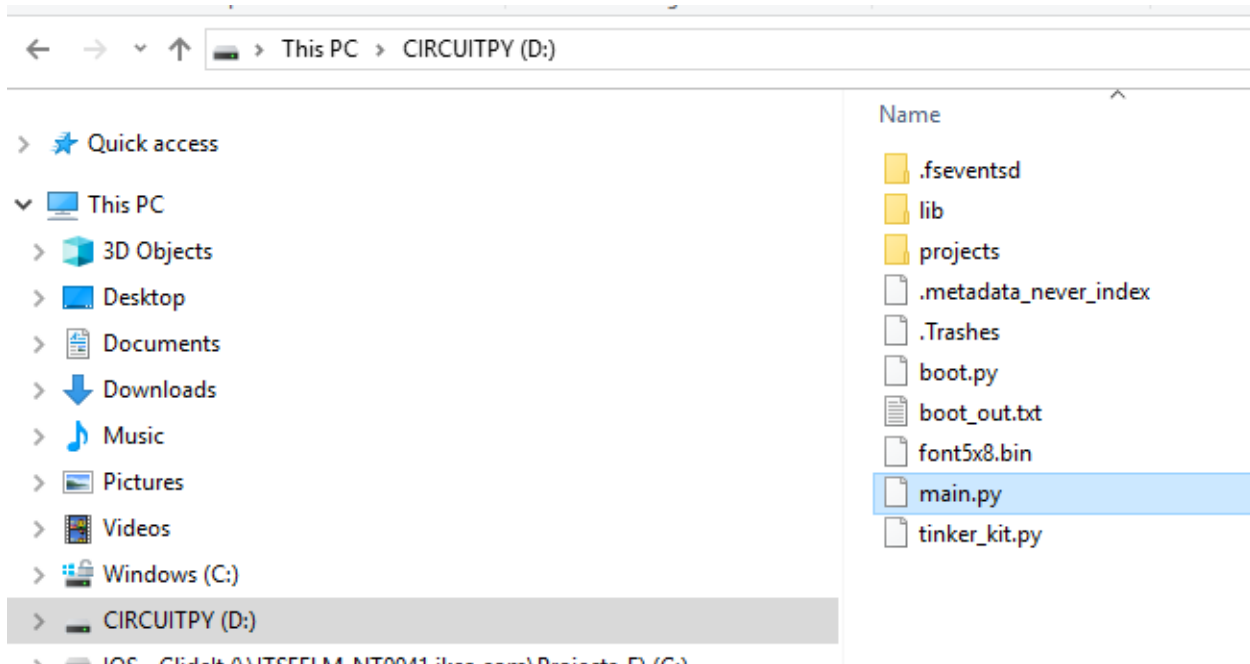 This PC > CIRCUITPY (D:)
Quick access
This PC
3D Objects
Desktop
Documents
Downloads
Music
Pictures
Videos
Windows (C:)
CIRCUITPY (D:)
Name
.fseventsd
lib
projects
.metadata_never_index
.Trashes
boot.py
boot_out.txt
font5x8.bin
main.py
tinker_kit.py